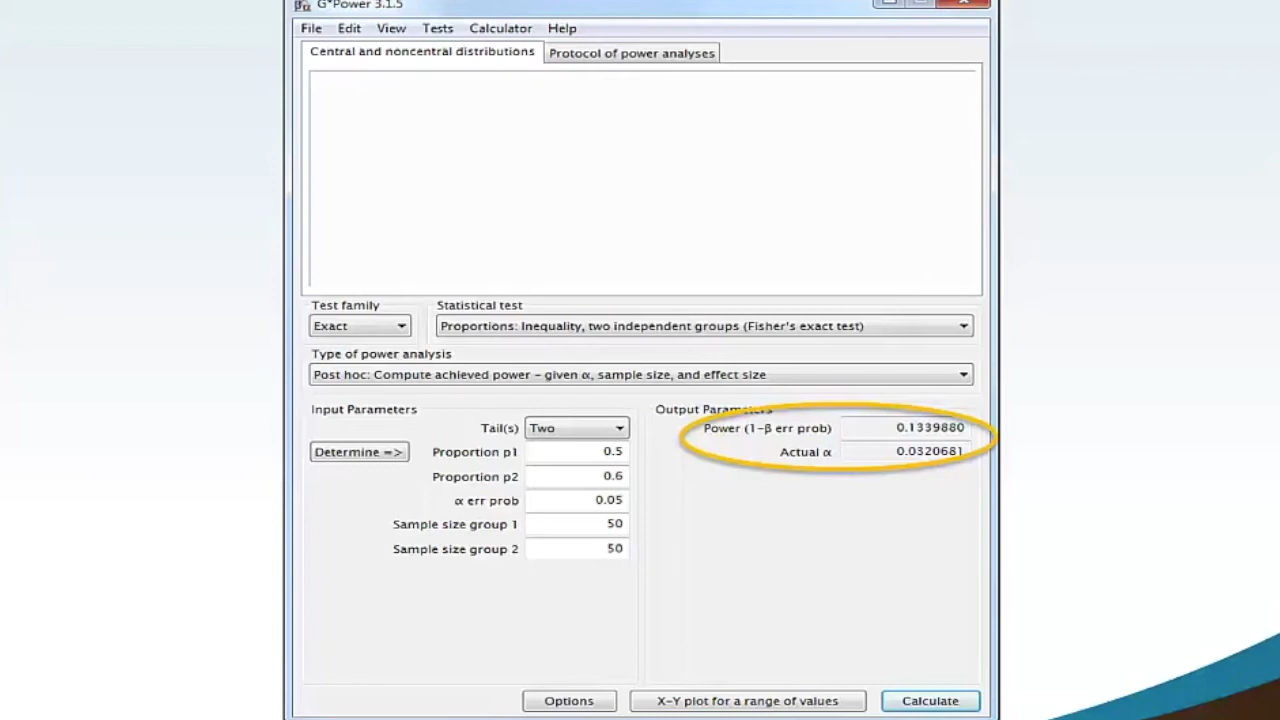 G*Power 3.1.5
File Edit View Tests Calculator Help
Central and noncentral distributions Protocol of power analyses
Test family Statistical test
Exact Proportions: Inequality, two independent groups (Fisher's exact test)
Type of power analysis
Post hoc: Compute achieved power - given α, sample size, and effect size
Input Parameters Output Parameters
Tail(s) Two Power (1-β err prob) 0.1339880
Determine => Proportion p1 0.5 Actual α 0.0320681
Proportion p2 0.6
α err prob 0.05
Sample size group 1 50
Sample size group 2 50
Options X-Y plot for a range of values Calculate